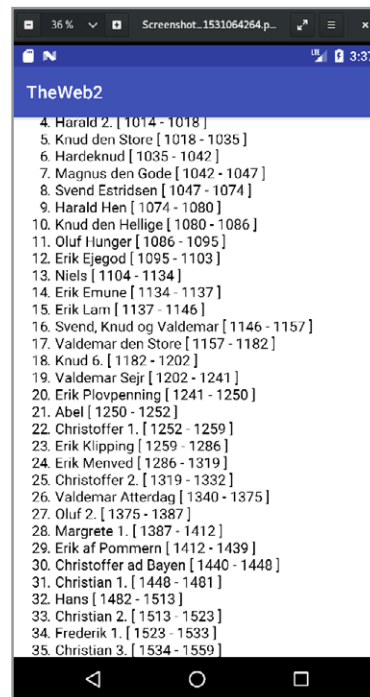 36 %
Screenshot_1531064264.p...
3:37
TheWeb2
4. Harald 2. [ 1014 - 1018 ]
5. Knud den Store [ 1018 - 1035 ]
6. Hardeknud [ 1035 - 1042 ]
7. Magnus den Gode [ 1042 - 1047 ]
8. Svend Estridsen [ 1047 - 1074 ]
9. Harald Hen [ 1074 - 1080 ]
10. Knud den Hellige [ 1080 - 1086 ]
11. Oluf Hunger [ 1086 - 1095 ]
12. Erik Ejegod [ 1095 - 1103 ]
13. Niels [ 1104 - 1134 ]
14. Erik Emune [ 1134 - 1137 ]
15. Erik Lam [ 1137 - 1146 ]
16. Svend, Knud og Valdemar [ 1146 - 1157 ]
17. Valdemar den Store [ 1157 - 1182 ]
18. Knud 6. [ 1182 - 1202 ]
19. Valdemar Sejr [ 1202 - 1241 ]
20. Erik Plovpenning [ 1241 - 1250 ]
21. Abel [ 1250 - 1252 ]
22. Christoffer 1. [ 1252 - 1259 ]
23. Erik Klipping [ 1259 - 1286 ]
24. Erik Menved [ 1286 - 1319 ]
25. Christoffer 2. [ 1319 - 1332 ]
26. Valdemar Atterdag [ 1340 - 1375 ]
27. Oluf 2. [ 1375 - 1387 ]
28. Margrete 1. [ 1387 - 1412 ]
29. Erik af Pommern [ 1412 - 1439 ]
30. Christoffer ad Bayen [ 1440 - 1448 ]
31. Christian 1. [ 1448 - 1481 ]
32. Hans [ 1482 - 1513 ]
33. Christian 2. [ 1513 - 1523 ]
34. Frederik 1. [ 1523 - 1533 ]
35. Christian 3. [ 1534 - 1559 ]